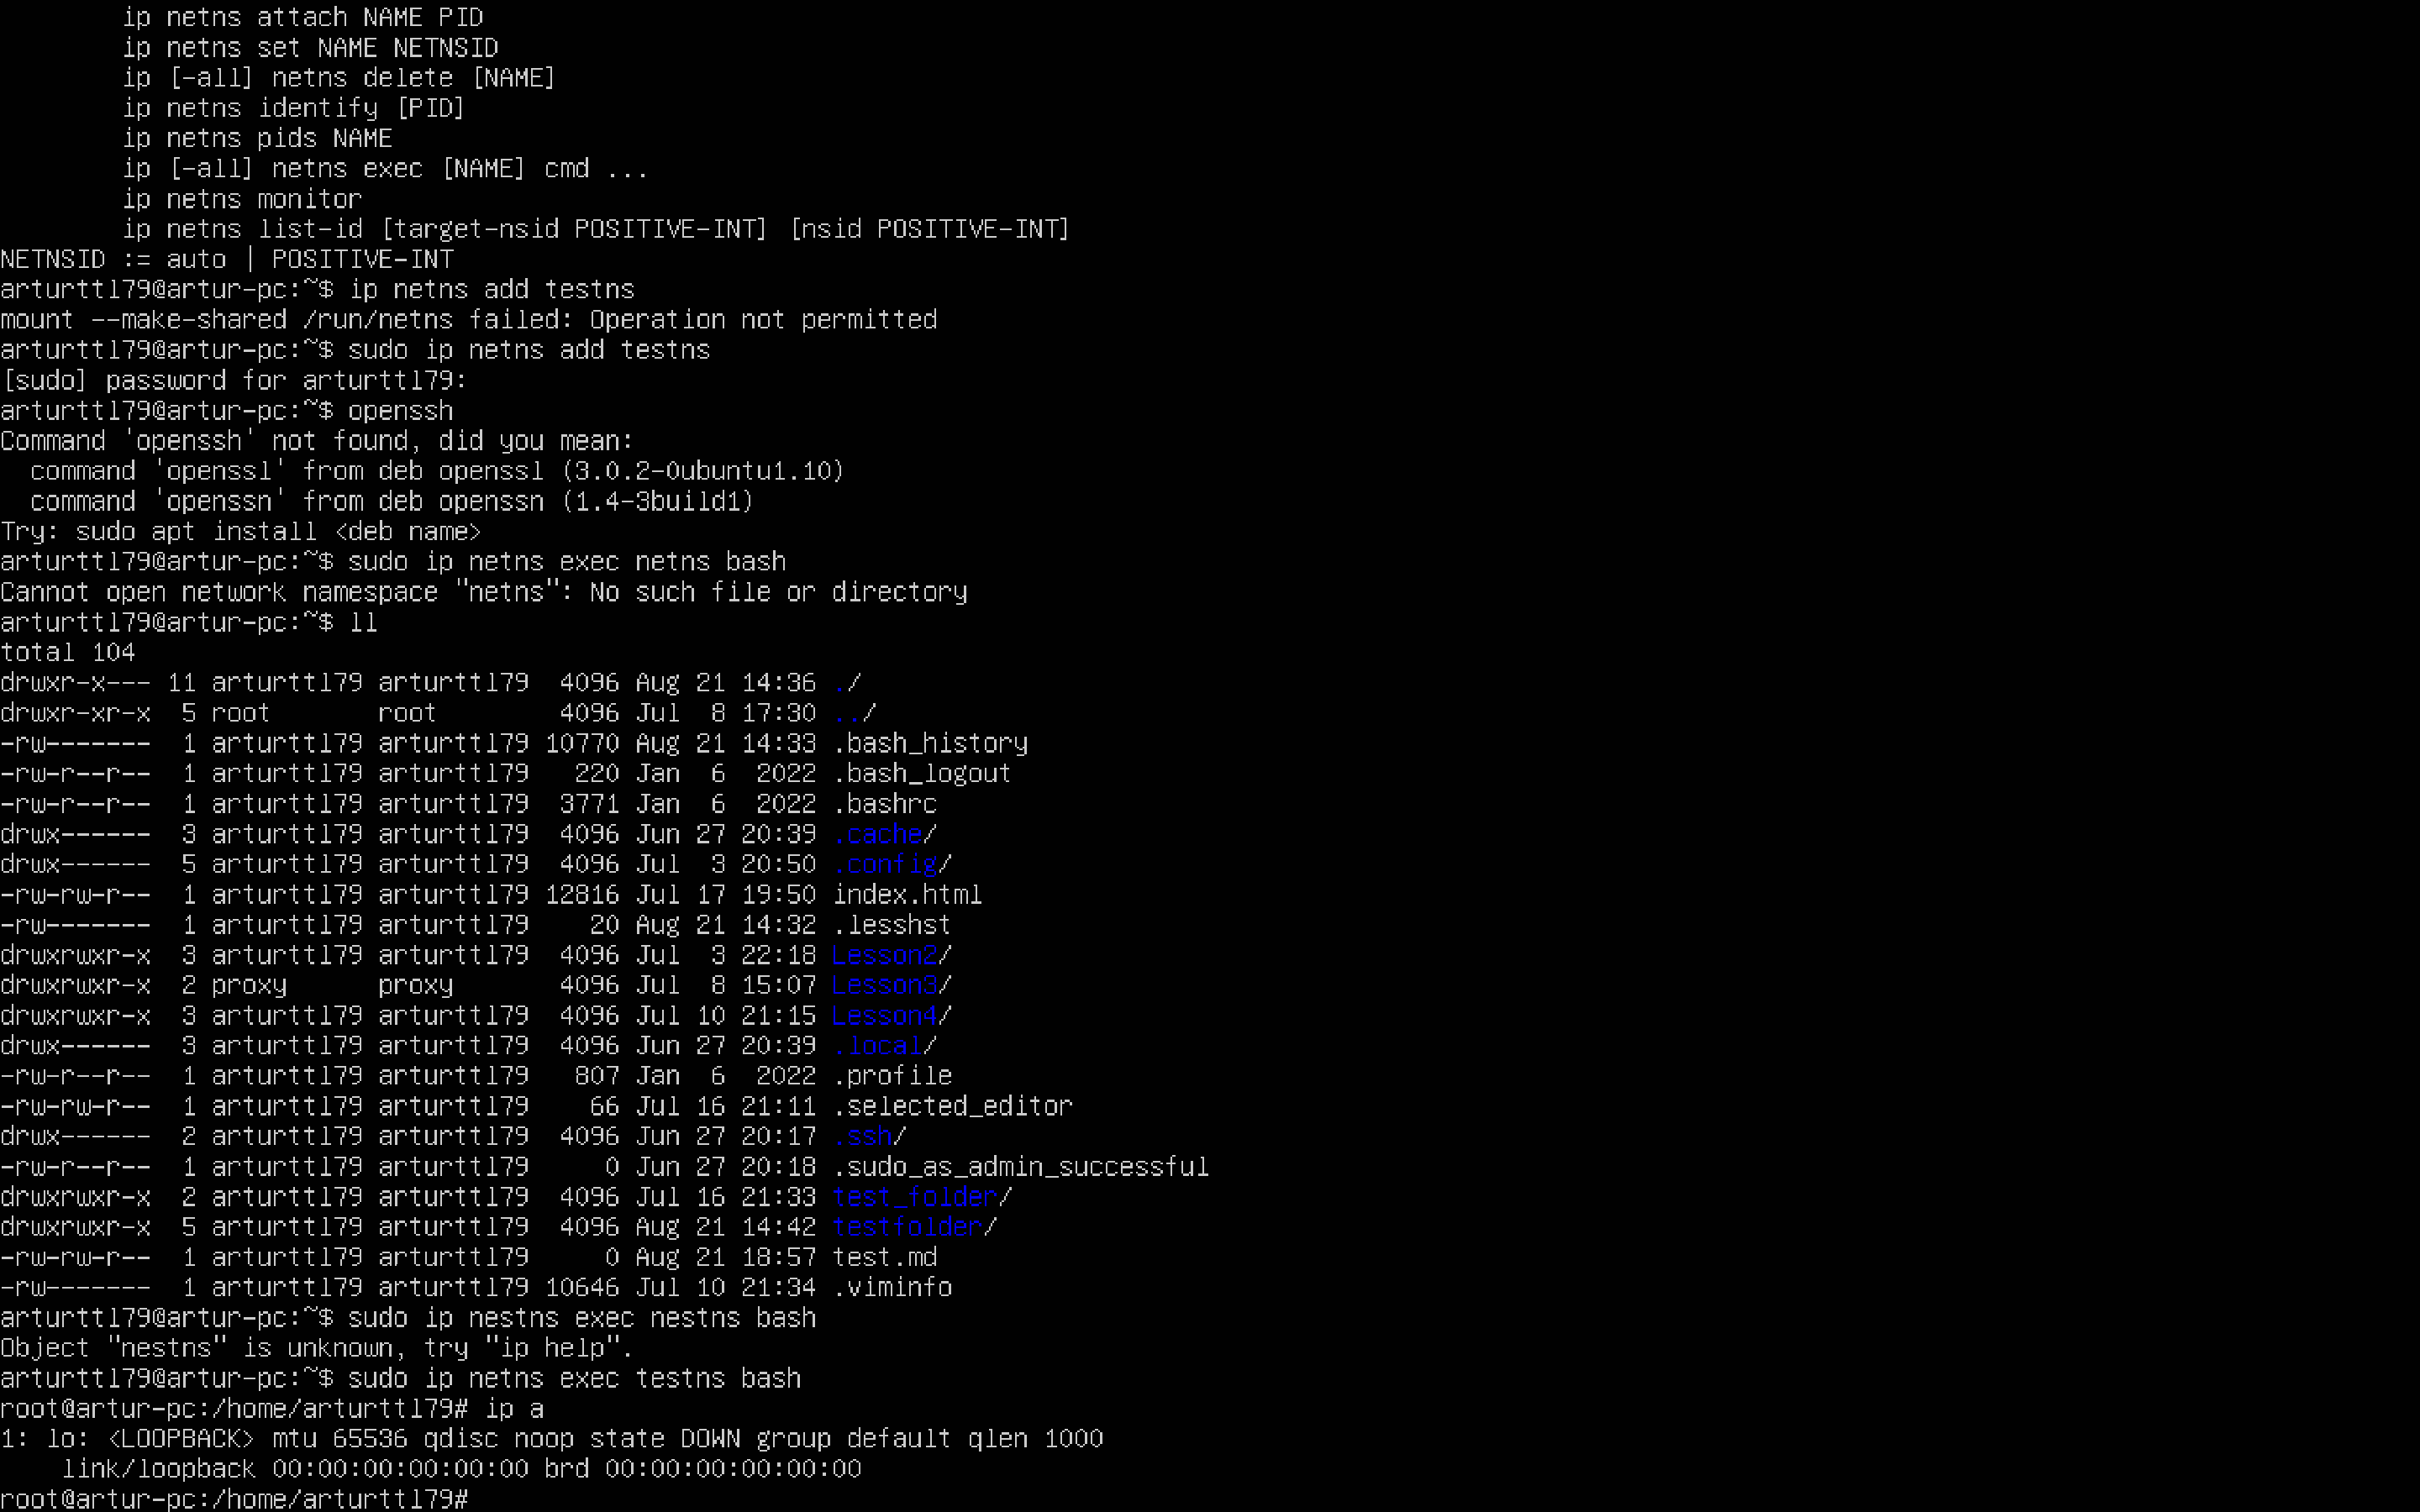 ip netns attach NAME PID
ip netns set NAME NETNSID
ip [-all] netns delete [NAME]
ip netns identify [PID]
ip netns pids NAME
ip [-all] netns exec [NAME] cmd ...
ip netns monitor
ip netns list-id [target-nsid POSITIVE-INT] [nsid POSITIVE-INT]
NETNSID := auto | POSITIVE-INT
arturttl79@artur-pc:~$ ip netns add testns
mount --make-shared /run/netns failed: Operation not permitted
arturttl79@artur-pc:~$ sudo ip netns add testns
[sudo] password for arturttl79:
arturttl79@artur-pc:~$ openssh
Command 'openssh' not found, did you mean:
  command 'openssl' from deb openssl (3.0.2-0ubuntu1.10)
  command 'openssn' from deb openssn (1.4-3build1)
Try: sudo apt install <deb name>
arturttl79@artur-pc:~$ sudo ip netns exec netns bash
Cannot open network namespace "netns": No such file or directory
arturttl79@artur-pc:~$ ll
total 104
drwxr-x--- 11 arturttl79 arturttl79  4096 Aug 21 14:36 ./
drwxr-xr-x  5 root       root        4096 Jul  8 17:30 ../
-rw-------  1 arturttl79 arturttl79 10770 Aug 21 14:33 .bash_history
-rw-r--r--  1 arturttl79 arturttl79   220 Jan  6  2022 .bash_logout
-rw-r--r--  1 arturttl79 arturttl79  3771 Jan  6  2022 .bashrc
drwx------  3 arturttl79 arturttl79  4096 Jun 27 20:39 .cache/
drwx------  5 arturttl79 arturttl79  4096 Jul  3 20:50 .config/
-rw-rw-r--  1 arturttl79 arturttl79 12816 Jul 17 19:50 index.html
-rw-------  1 arturttl79 arturttl79    20 Aug 21 14:32 .lesshst
drwxrwxr-x  3 arturttl79 arturttl79  4096 Jul  3 22:18 Lesson2/
drwxrwxr-x  2 proxy      proxy       4096 Jul  8 15:07 Lesson3/
drwxrwxr-x  3 arturttl79 arturttl79  4096 Jul 10 21:15 Lesson4/
drwx------  3 arturttl79 arturttl79  4096 Jun 27 20:39 .local/
-rw-r--r--  1 arturttl79 arturttl79   807 Jan  6  2022 .profile
-rw-rw-r--  1 arturttl79 arturttl79    66 Jul 16 21:11 .selected_editor
drwx------  2 arturttl79 arturttl79  4096 Jun 27 20:17 .ssh/
-rw-r--r--  1 arturttl79 arturttl79     0 Jun 27 20:18 .sudo_as_admin_successful
drwxrwxr-x  2 arturttl79 arturttl79  4096 Jul 16 21:33 test_folder/
drwxrwxr-x  5 arturttl79 arturttl79  4096 Aug 21 14:42 testfolder/
-rw-rw-r--  1 arturttl79 arturttl79     0 Aug 21 18:57 test.md
-rw-------  1 arturttl79 arturttl79 10646 Jul 10 21:34 .viminfo
arturttl79@artur-pc:~$ sudo ip nestns exec nestns bash
Object "nestns" is unknown, try "ip help".
arturttl79@artur-pc:~$ sudo ip netns exec testns bash
root@artur-pc:/home/arturttl79# ip a
1: lo: <LOOPBACK> mtu 65536 qdisc noop state DOWN group default qlen 1000
    link/loopback 00:00:00:00:00:00 brd 00:00:00:00:00:00
root@artur-pc:/home/arturttl79#